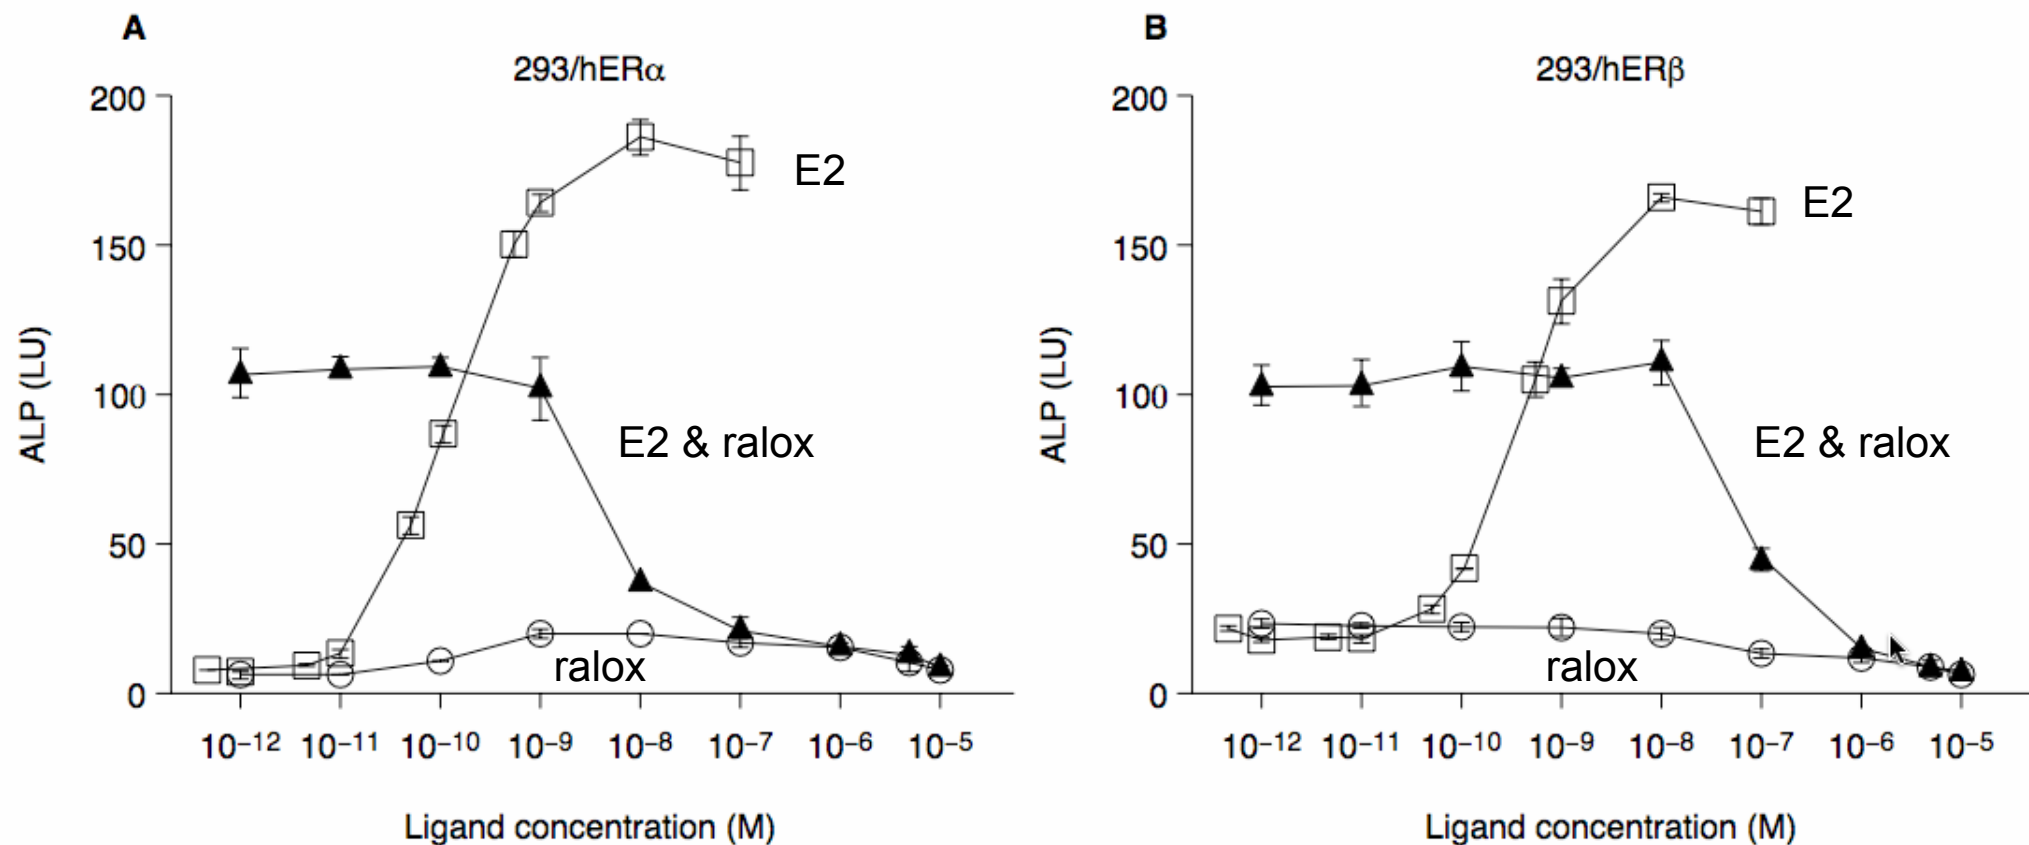 A
293/hERα
200
150
100
50
0
ALP (LU)
E2
E2 & ralox
ralox
10⁻¹² 10⁻¹¹ 10⁻¹⁰ 10⁻⁹ 10⁻⁸ 10⁻⁷ 10⁻⁶ 10⁻⁵
Ligand concentration (M)
B
293/hERβ
200
150
100
50
0
ALP (LU)
E2
E2 & ralox
ralox
10⁻¹² 10⁻¹¹ 10⁻¹⁰ 10⁻⁹ 10⁻⁸ 10⁻⁷ 10⁻⁶ 10⁻⁵
Ligand concentration (M)